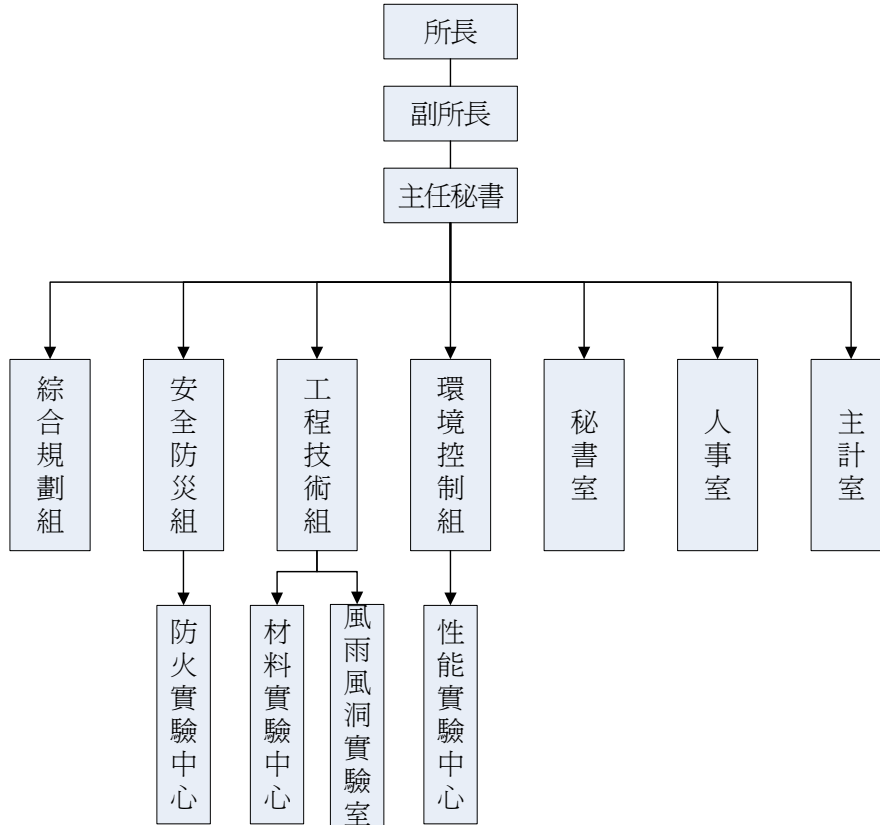 所長
副所長
主任秘書
綜合規劃組
安全防災組
工程技術組
環境控制組
秘書室
人事室
主計室
防火實驗中心
材料實驗中心
風雨風洞實驗室
性能實驗中心